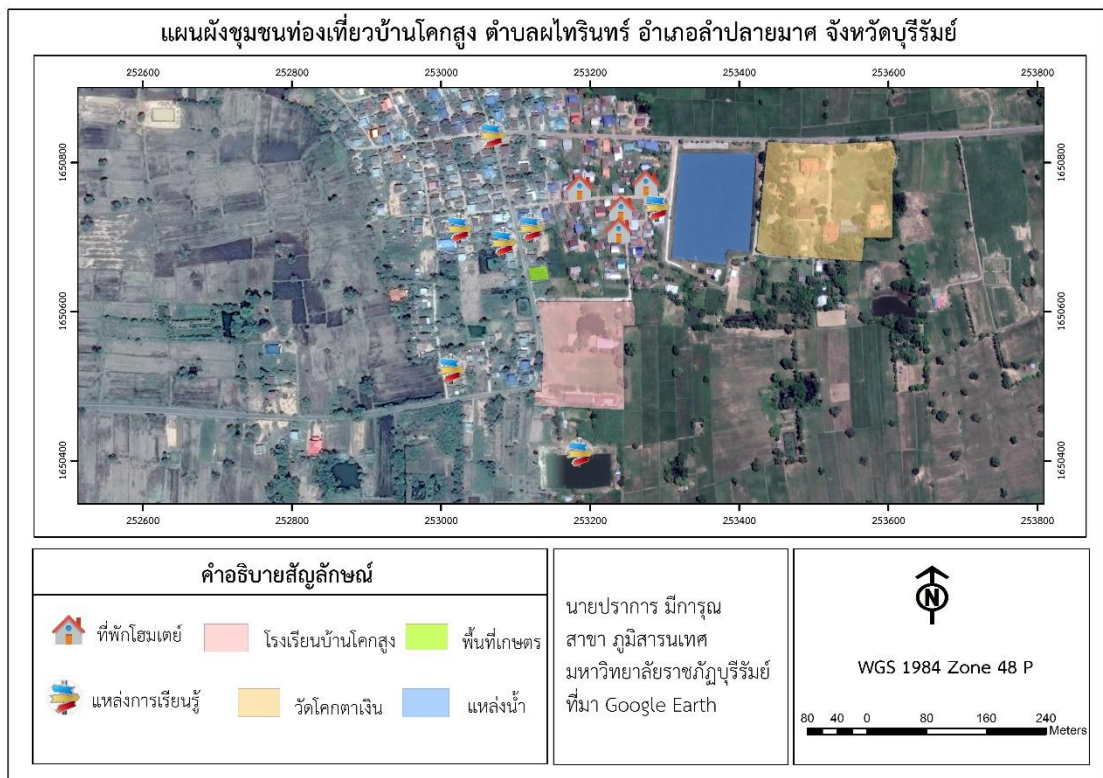 แผนผังชุมชนท่องเที่ยวบ้านโคกสูง ตำบลผไทรินทร์ อำเภอลำปลายมาศ จังหวัดบุรีรัมย์
252600 252800 253000 253200 253400 253600 253800
1650800 1650800
1650600 1650600
1650400 1650400
252600 252800 253000 253200 253400 253600 253800
คำอธิบายสัญลักษณ์
ที่พักโฮมเตย์ โรงเรียนบ้านโคกสูง พื้นที่เกษตร
แหล่งการเรียนรู้ วัดโคกตาเงิน แหล่งน้ำ
นายปราการ มีการุณ
สาขา ภูมิสารนเทศ
มหาวิทยาลัยราชภัฏบุรีรัมย์
ที่มา Google Earth
N
WGS 1984 Zone 48 P
80 40 0 80 160 240
Meters